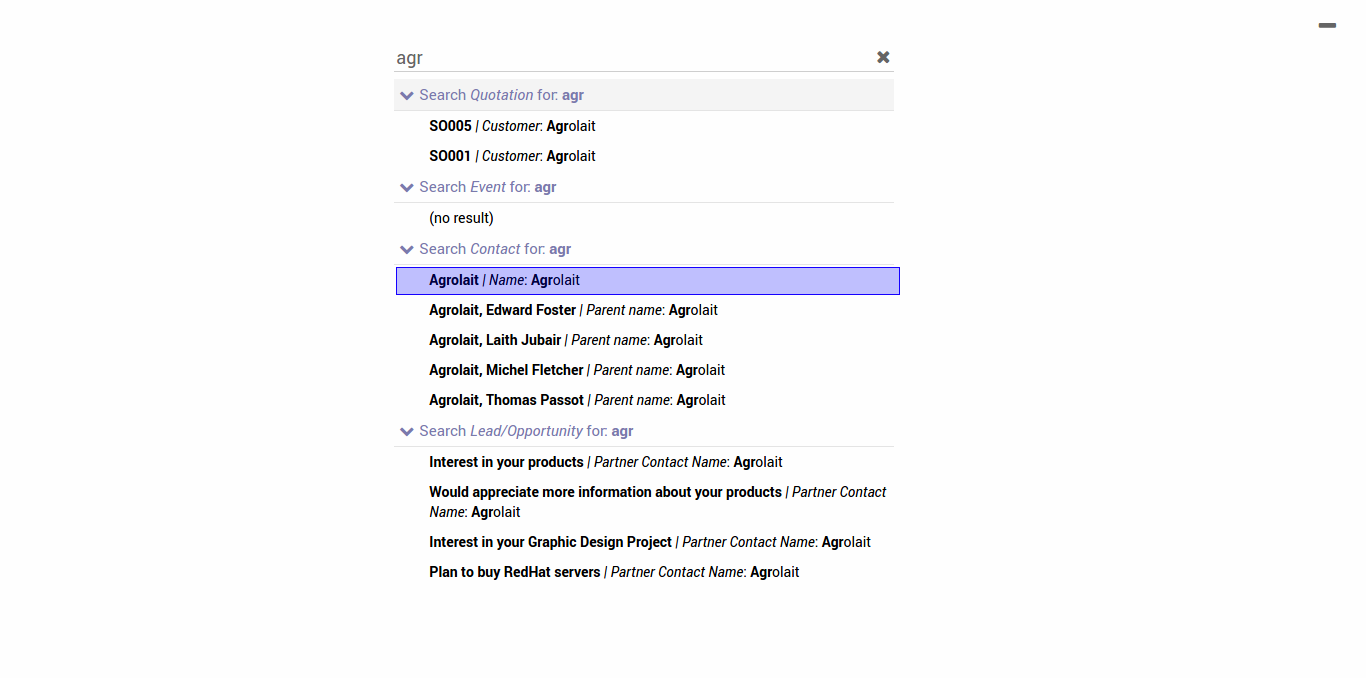 agr
Search Quotation for: agr
SO005 | Customer: Agrolait
SO001 | Customer: Agrolait
Search Event for: agr
(no result)
Search Contact for: agr
Agrolait | Name: Agrolait
Agrolait, Edward Foster | Parent name: Agrolait
Agrolait, Laith Jubair | Parent name: Agrolait
Agrolait, Michel Fletcher | Parent name: Agrolait
Agrolait, Thomas Passot | Parent name: Agrolait
Search Lead/Opportunity for: agr
Interest in your products | Partner Contact Name: Agrolait
Would appreciate more information about your products | Partner Contact
Name: Agrolait
Interest in your Graphic Design Project | Partner Contact Name: Agrolait
Plan to buy RedHat servers | Partner Contact Name: Agrolait